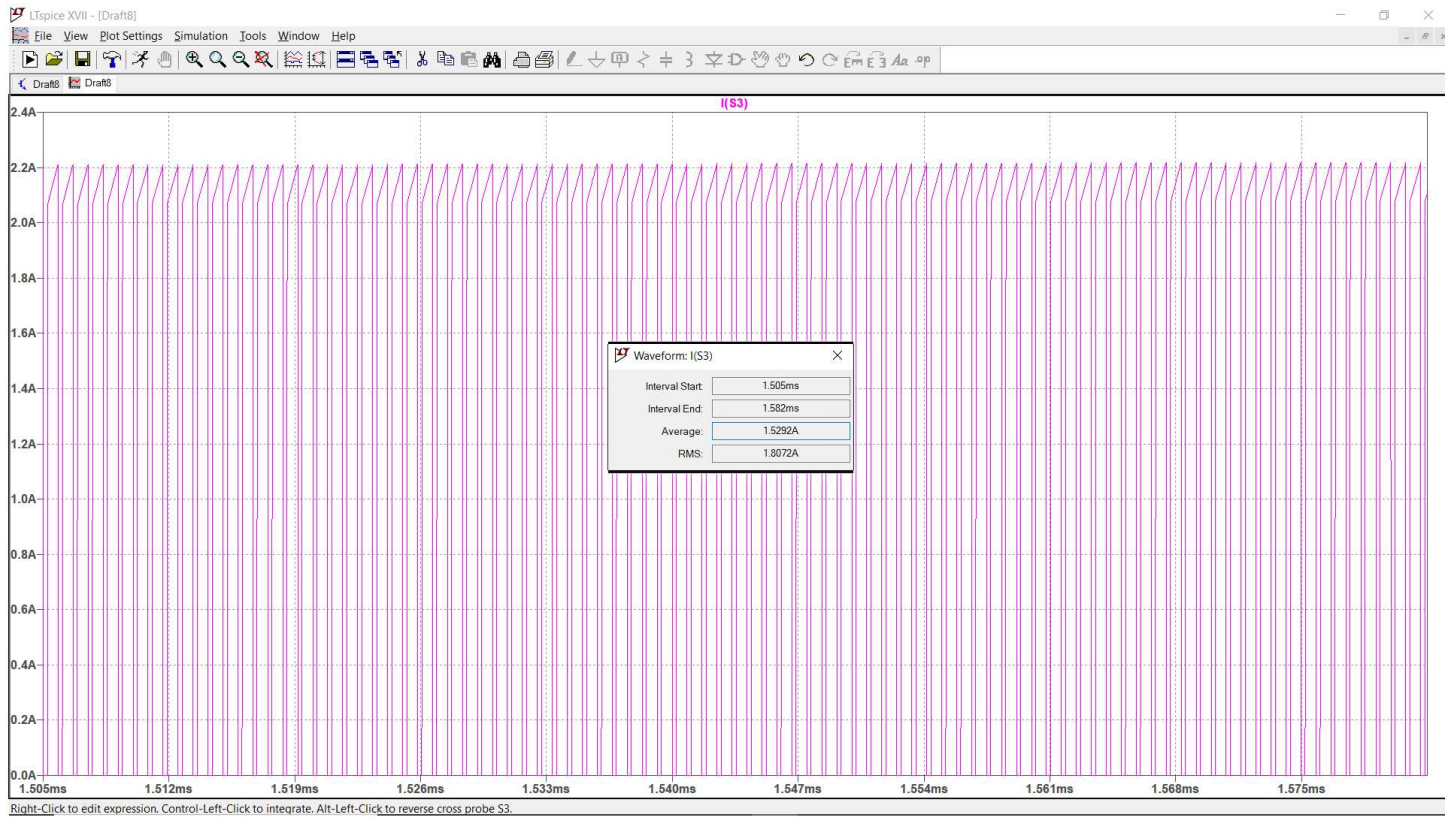 LTspice XVII - [Draft8]
File View Plot Settings Simulation Tools Window Help
Draft8 Draft8
I(S3)
2.4A
2.2A
2.0A
1.8A
1.6A
1.4A
1.2A
1.0A
0.8A
0.6A
0.4A
0.2A
0.0A
Waveform: I(S3)
Interval Start: 1.505ms
Interval End: 1.582ms
Average: 1.5292A
RMS: 1.8072A
1.505ms 1.512ms 1.519ms 1.526ms 1.533ms 1.540ms 1.547ms 1.554ms 1.561ms 1.568ms 1.575ms
Right-Click to edit expression. Control-Left-Click to integrate. Alt-Left-Click to reverse cross probe S3.